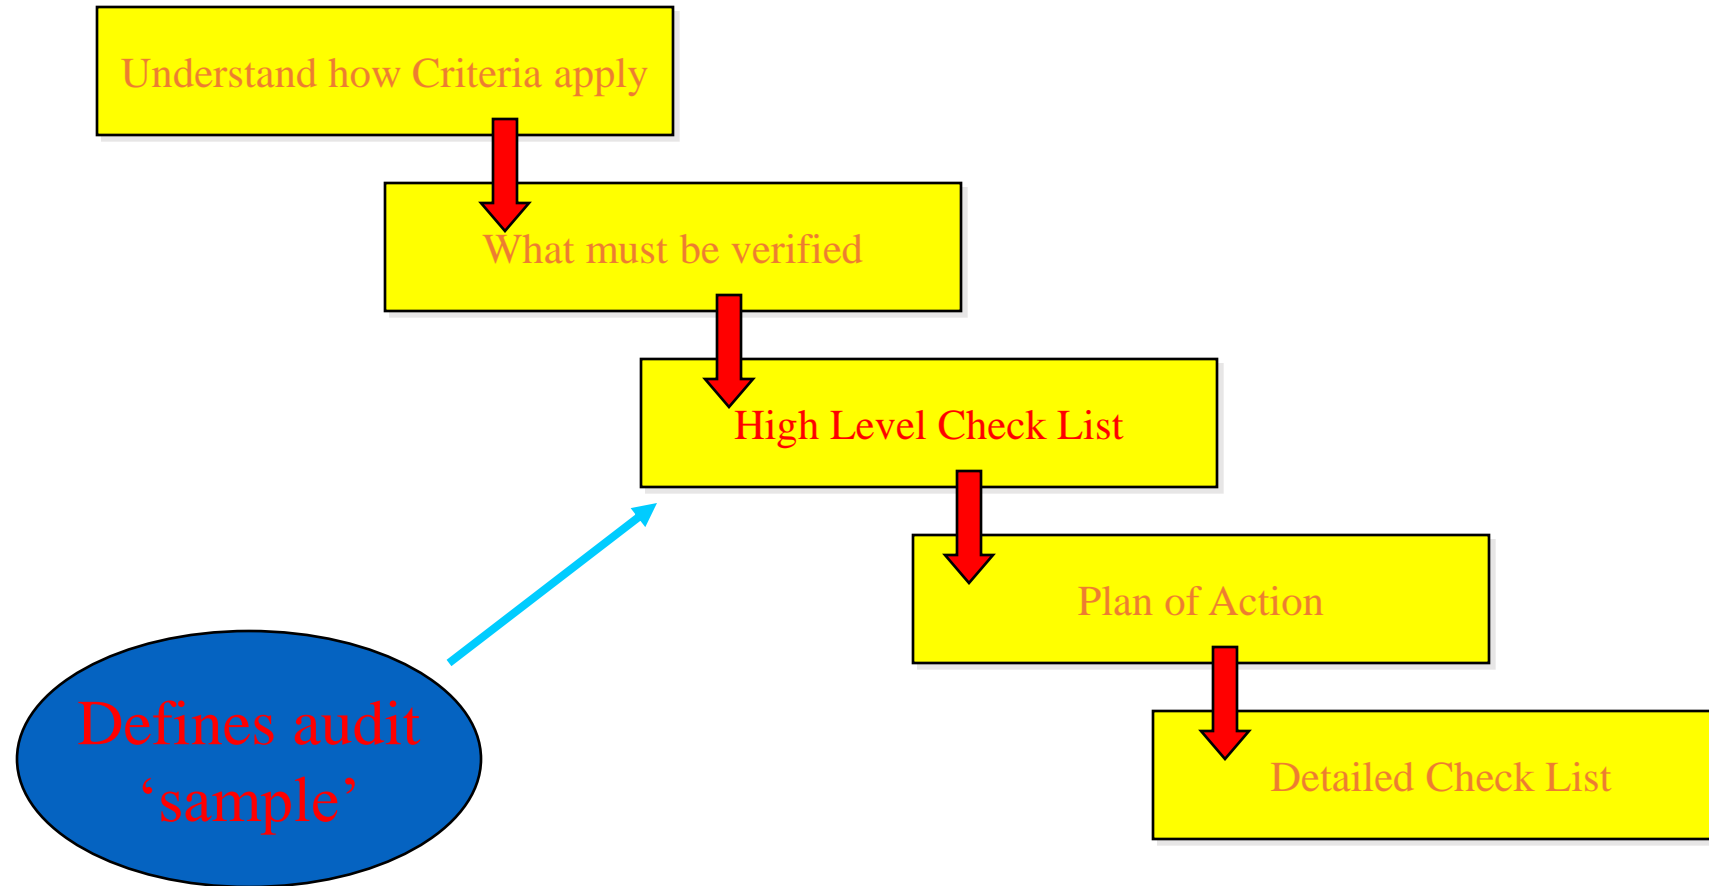 Understand how Criteria apply
What must be verified
High Level Check List
Plan of Action
Detailed Check List
Defines audit
‘sample’